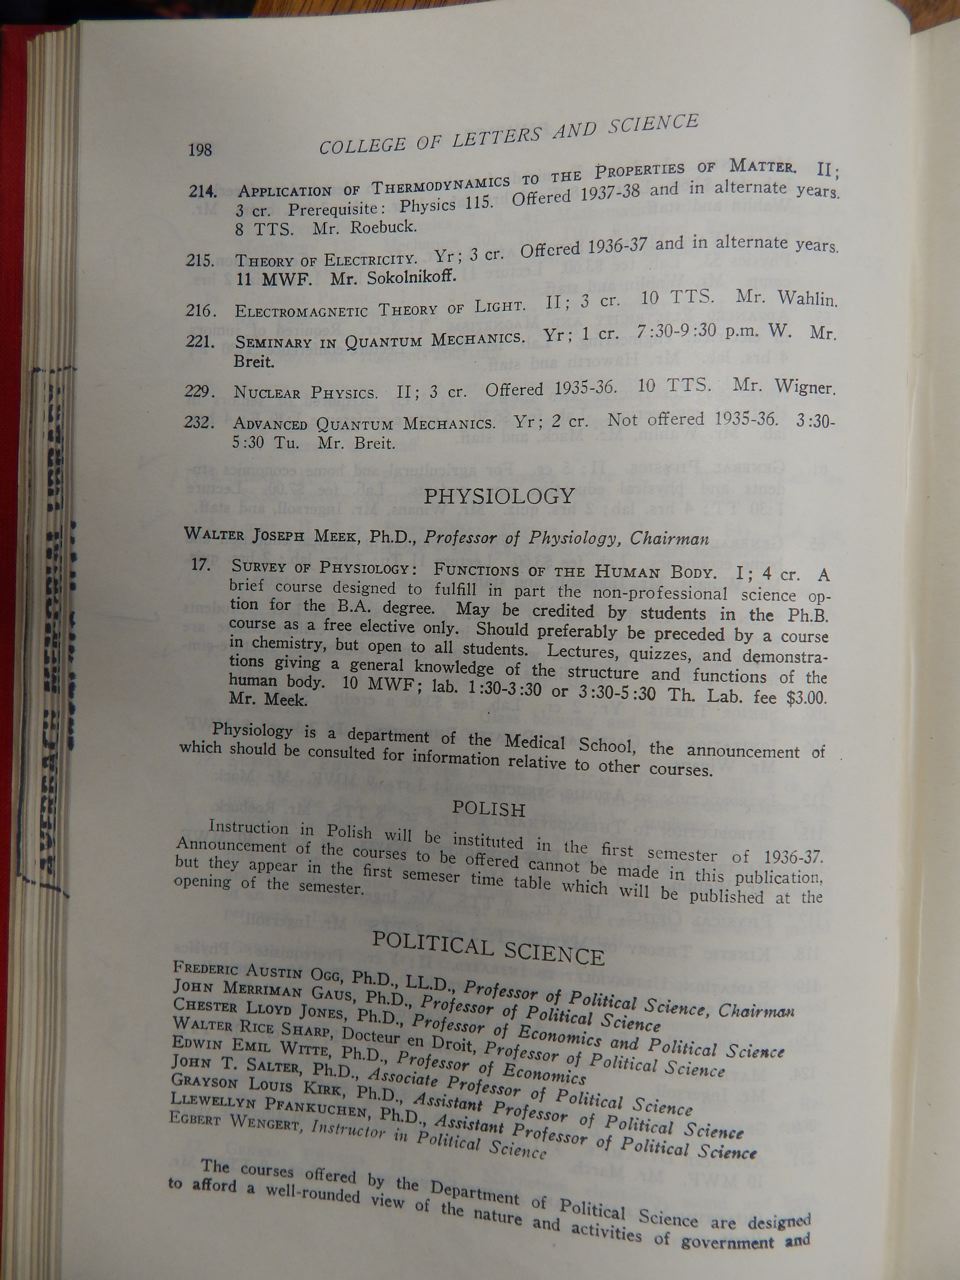 198 COLLEGE OF LETTERS AND SCIENCE
214. APPLICATION OF THERMODYNAMICS TO THE PROPERTIES OF MATTER. II;
3 cr. Prerequisite: Physics 115. Offered 1937-38 and in alternate years.
8 TTS. Mr. Roebuck.
215. THEORY OF ELECTRICITY. Yr; 3 cr. Offered 1936-37 and in alternate years.
11 MWF. Mr. Sokolnikoff.
216. ELECTROMAGNETIC THEORY OF LIGHT. II; 3 cr. 10 TTS. Mr. Wahlin.
221. SEMINARY IN QUANTUM MECHANICS. Yr; 1 cr. 7:30-9:30 p.m. W. Mr.
Breit.
229. NUCLEAR PHYSICS. II; 3 cr. Offered 1935-36. 10 TTS. Mr. Wigner.
232. ADVANCED QUANTUM MECHANICS. Yr; 2 cr. Not offered 1935-36. 3:30-
5:30 Tu. Mr. Breit.
PHYSIOLOGY
WALTER JOSEPH MEEK, Ph.D., Professor of Physiology, Chairman
17. SURVEY OF PHYSIOLOGY: FUNCTIONS OF THE HUMAN BODY. I; 4 cr. A
brief course designed to fulfill in part the non-professional science op-
tion for the B.A. degree. May be credited by students in the Ph.B.
course as a free elective only. Should preferably be preceded by a course
in chemistry, but open to all students. Lectures, quizzes, and demonstra-
tions giving a general knowledge of the structure and functions of the
human body. 10 MWF; lab. 1:30-3:30 or 3:30-5:30 Th. Lab. fee $3.00.
Mr. Meek.
Physiology is a department of the Medical School, the announcement of
which should be consulted for information relative to other courses.
POLISH
Instruction in Polish will be instituted in the first semester of 1936-37.
Announcement of the courses to be offered cannot be made in this publication,
but they appear in the first semeser time table which will be published at the
opening of the semester.
POLITICAL SCIENCE
FREDERIC AUSTIN OGG, Ph.D., LL.D., Professor of Political Science, Chairman
JOHN MERRIMAN GAUS, Ph.D., Professor of Political Science
CHESTER LLOYD JONES, Ph.D., Professor of Economics and Political Science
WALTER RICE SHARP, Docteur en Droit, Professor of Political Science
EDWIN EMIL WITTE, Ph.D., Professor of Economics
JOHN T. SALTER, Ph.D., Associate Professor of Political Science
GRAYSON LOUIS KIRK, Ph.D., Assistant Professor of Political Science
LLEWELLYN PFANKUCHEN, Ph.D., Assistant Professor of Political Science
EGBERT WENGERT, Instructor in Political Science
The courses offered by the Department of Political Science are designed
to afford a well-rounded view of the nature and activities of government and